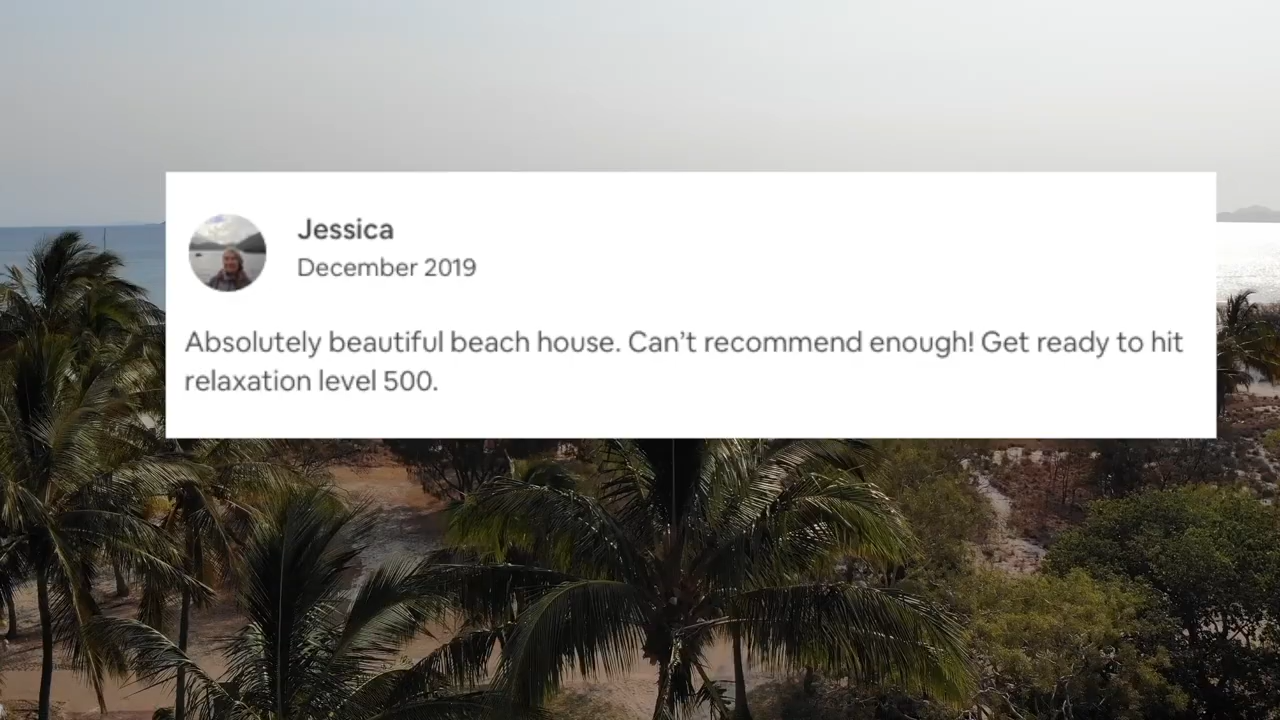 Jessica
December 2019
Absolutely beautiful beach house. Can’t recommend enough! Get ready to hit
relaxation level 500.